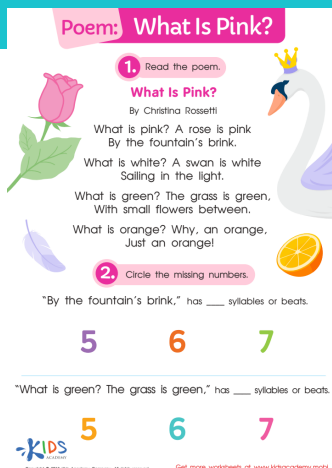 Poem: What Is Pink?
1. Read the poem.
What Is Pink?
By Christina Rossetti
What is pink? A rose is pink
By the fountain's brink.
What is white? A swan is white
Sailing in the light.
What is green? The grass is green,
With small flowers between.
What is orange? Why, an orange,
Just an orange!
2. Circle the missing numbers.
"By the fountain's brink," has ____ syllables or beats.
5 6 7
"What is green? The grass is green," has ____ syllables or beats.
5 6 7
KIDS
ACADEMY
Get more worksheets at www.kidsacademy.mobi